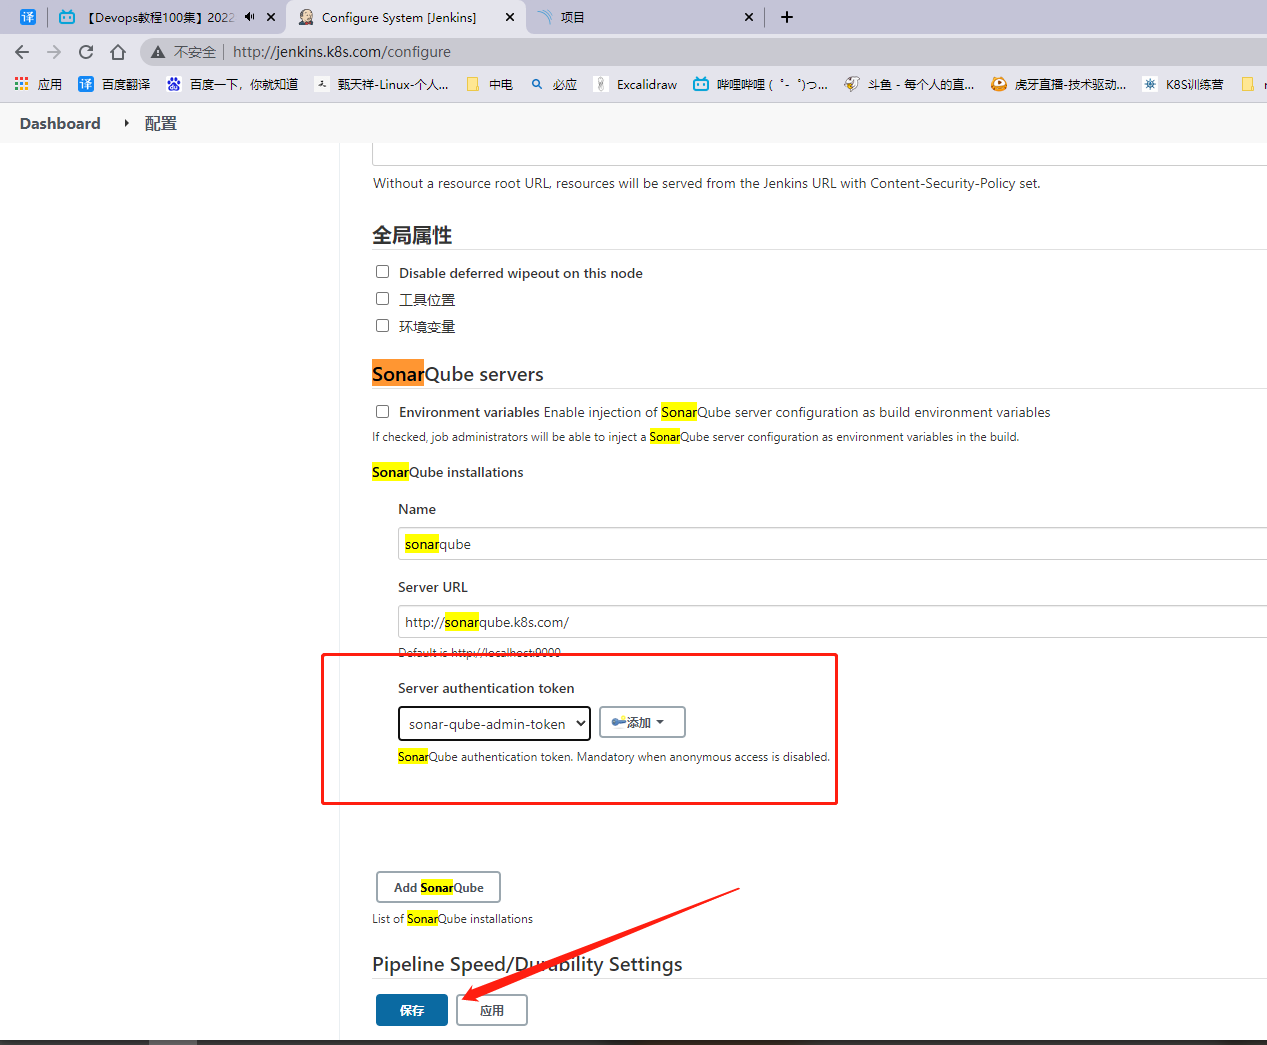 译
【Devops教程100集】2022
Configure System [Jenkins]
项目
不安全
http://jenkins.k8s.com/configure
应用
译 百度翻译
百度一下，你就知道
甄天祥-Linux-个人...
中电
必应
Excalidraw
哔哩哔哩 ( ゜- ゜)つ...
斗鱼 - 每个人的直...
虎牙直播-技术驱动...
K8S训练营
Dashboard
配置
Without a resource root URL, resources will be served from the Jenkins URL with Content-Security-Policy set.
全局属性
Disable deferred wipeout on this node
工具位置
环境变量
SonarQube servers
Environment variables Enable injection of SonarQube server configuration as build environment variables
If checked, job administrators will be able to inject a SonarQube server configuration as environment variables in the build.
SonarQube installations
Name
sonarqube
Server URL
http://sonarqube.k8s.com/
Default is http://localhost:9000
Server authentication token
sonar-qube-admin-token
添加
SonarQube authentication token. Mandatory when anonymous access is disabled.
Add SonarQube
List of SonarQube installations
Pipeline Speed/Durability Settings
保存
应用